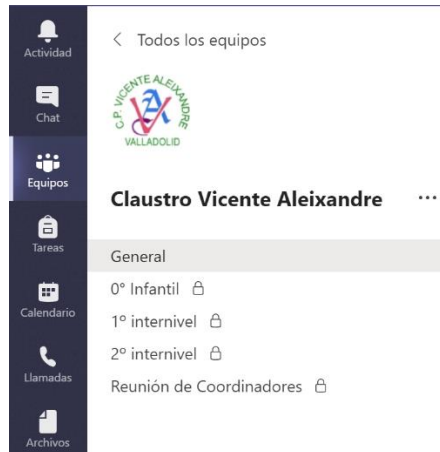 Actividad
Chat
Equipos
Tareas
Calendario
Llamadas
Archivos
< Todos los equipos
C.P. VICENTE ALEIXANDRE
VALLADOLID
Claustro Vicente Aleixandre ...
General
0° Infantil
1º internivel
2º internivel
Reunión de Coordinadores